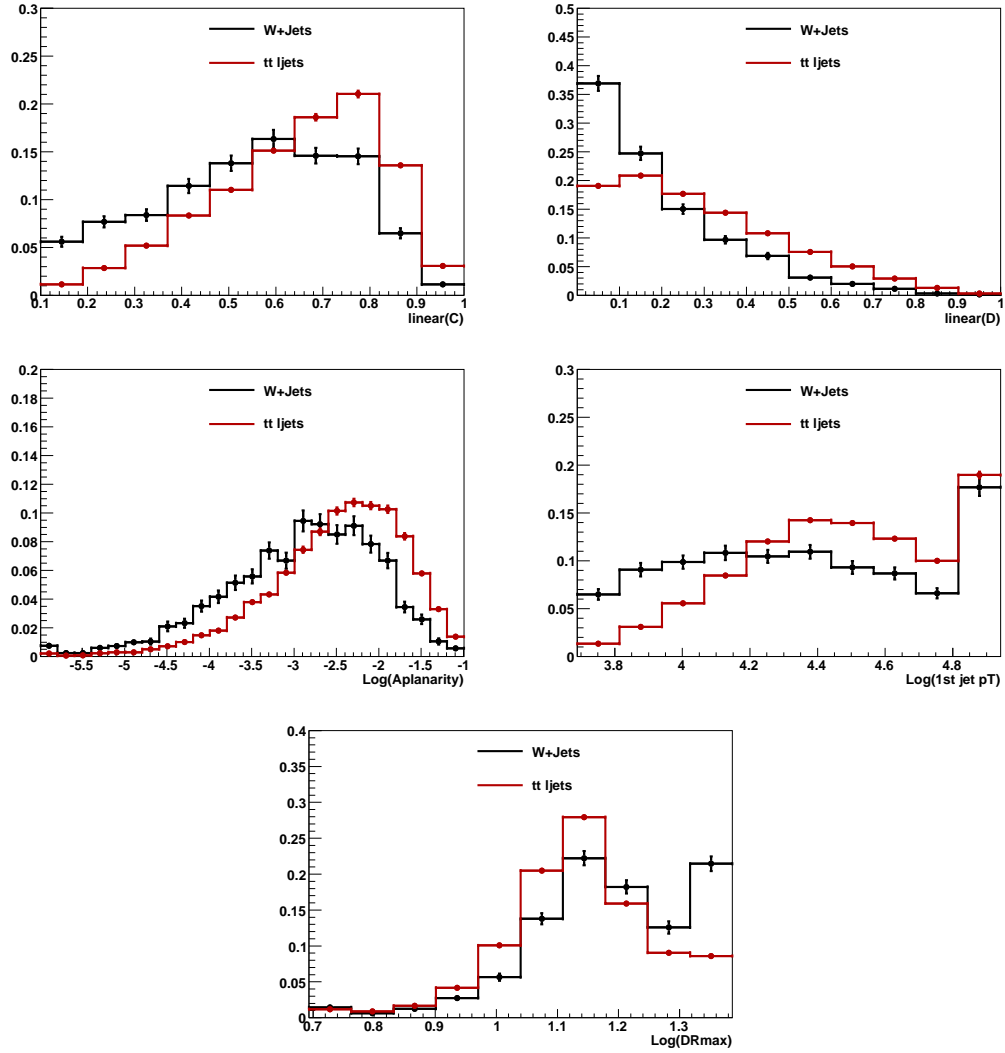 0.3
W+Jets
0.25
tt ljets
0.2
0.15
0.1
0.05
0
0.1 0.2 0.3 0.4 0.5 0.6 0.7 0.8 0.9 1
linear(C)
0.5
W+Jets
0.45
0.4
tt ljets
0.35
0.3
0.25
0.2
0.15
0.1
0.05
0
0.1 0.2 0.3 0.4 0.5 0.6 0.7 0.8 0.9 1
linear(D)
0.2
W+Jets
0.18
0.16
tt ljets
0.14
0.12
0.1
0.08
0.06
0.04
0.02
0
-5.5 -5 -4.5 -4 -3.5 -3 -2.5 -2 -1.5 -1
Log(Aplanarity)
0.3
W+Jets
0.25
tt ljets
0.2
0.15
0.1
0.05
0
3.8 4 4.2 4.4 4.6 4.8
Log(1st jet pT)
0.4
W+Jets
0.35
tt ljets
0.3
0.25
0.2
0.15
0.1
0.05
0
0.7 0.8 0.9 1 1.1 1.2 1.3
Log(DRmax)